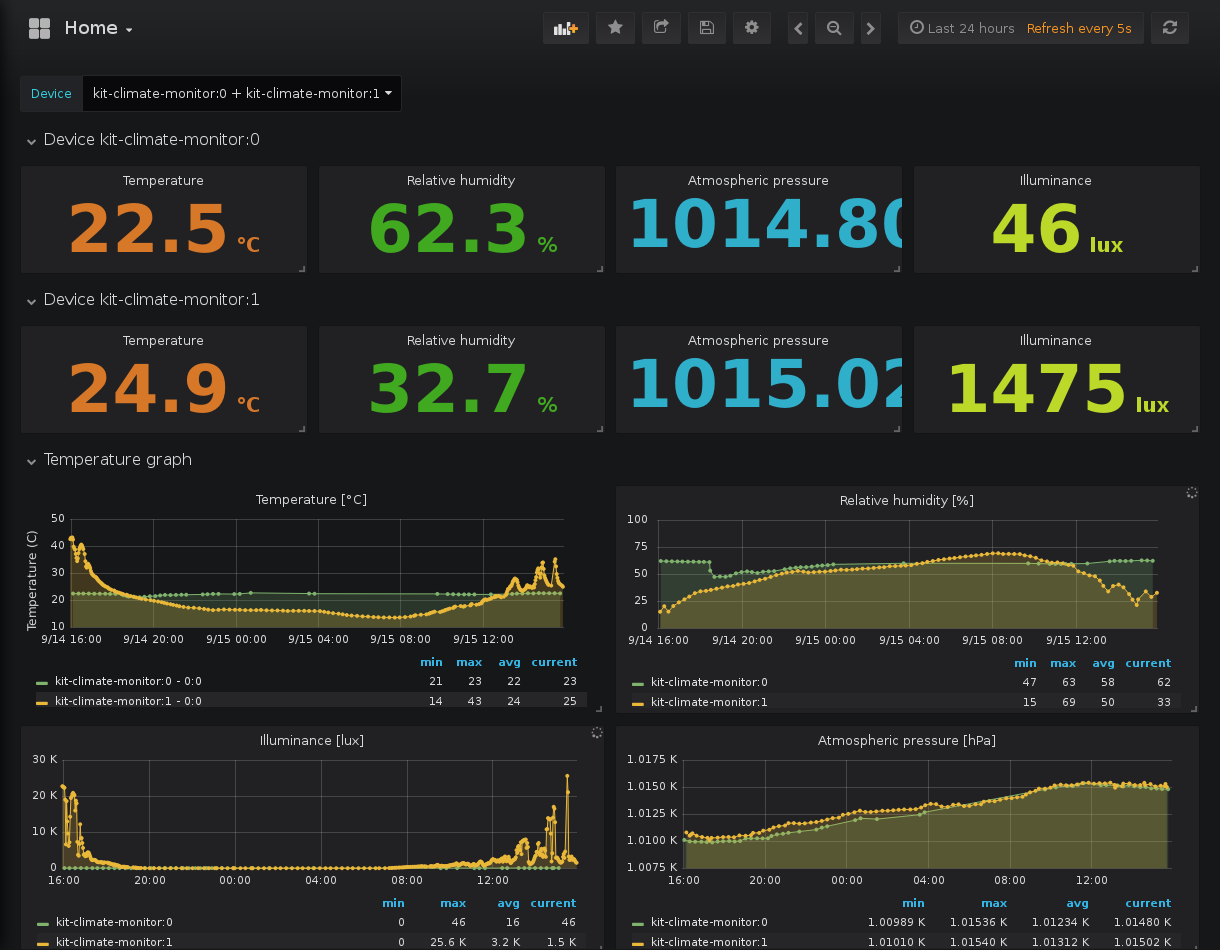 Home
Last 24 hours Refresh every 5s
Device kit-climate-monitor:0 + kit-climate-monitor:1
Device kit-climate-monitor:0
Temperature Relative humidity Atmospheric pressure Illuminance
22.5 °C 62.3 % 1014.80 46 lux
Device kit-climate-monitor:1
Temperature Relative humidity Atmospheric pressure Illuminance
24.9 °C 32.7 % 1015.02 1475 lux
Temperature graph
Temperature [°C]
Temperature (C)
50
40
30
20
10
9/14 16:00 9/14 20:00 9/15 00:00 9/15 04:00 9/15 08:00 9/15 12:00
min max avg current
kit-climate-monitor:0 - 0:0 21 23 22 23
kit-climate-monitor:1 - 0:0 14 43 24 25
Relative humidity [%]
100
75
50
25
0
9/14 16:00 9/14 20:00 9/15 00:00 9/15 04:00 9/15 08:00 9/15 12:00
min max avg current
kit-climate-monitor:0 47 63 58 62
kit-climate-monitor:1 15 69 50 33
Illuminance [lux]
30 K
20 K
10 K
0
16:00 20:00 00:00 04:00 08:00 12:00
min max avg current
kit-climate-monitor:0 0 46 16 46
kit-climate-monitor:1 0 25.6 K 3.2 K 1.5 K
Atmospheric pressure [hPa]
1.0175 K
1.0150 K
1.0125 K
1.0100 K
1.0075 K
16:00 20:00 00:00 04:00 08:00 12:00
min max avg current
kit-climate-monitor:0 1.00989 K 1.01536 K 1.01234 K 1.01480 K
kit-climate-monitor:1 1.01010 K 1.01540 K 1.01312 K 1.01502 K